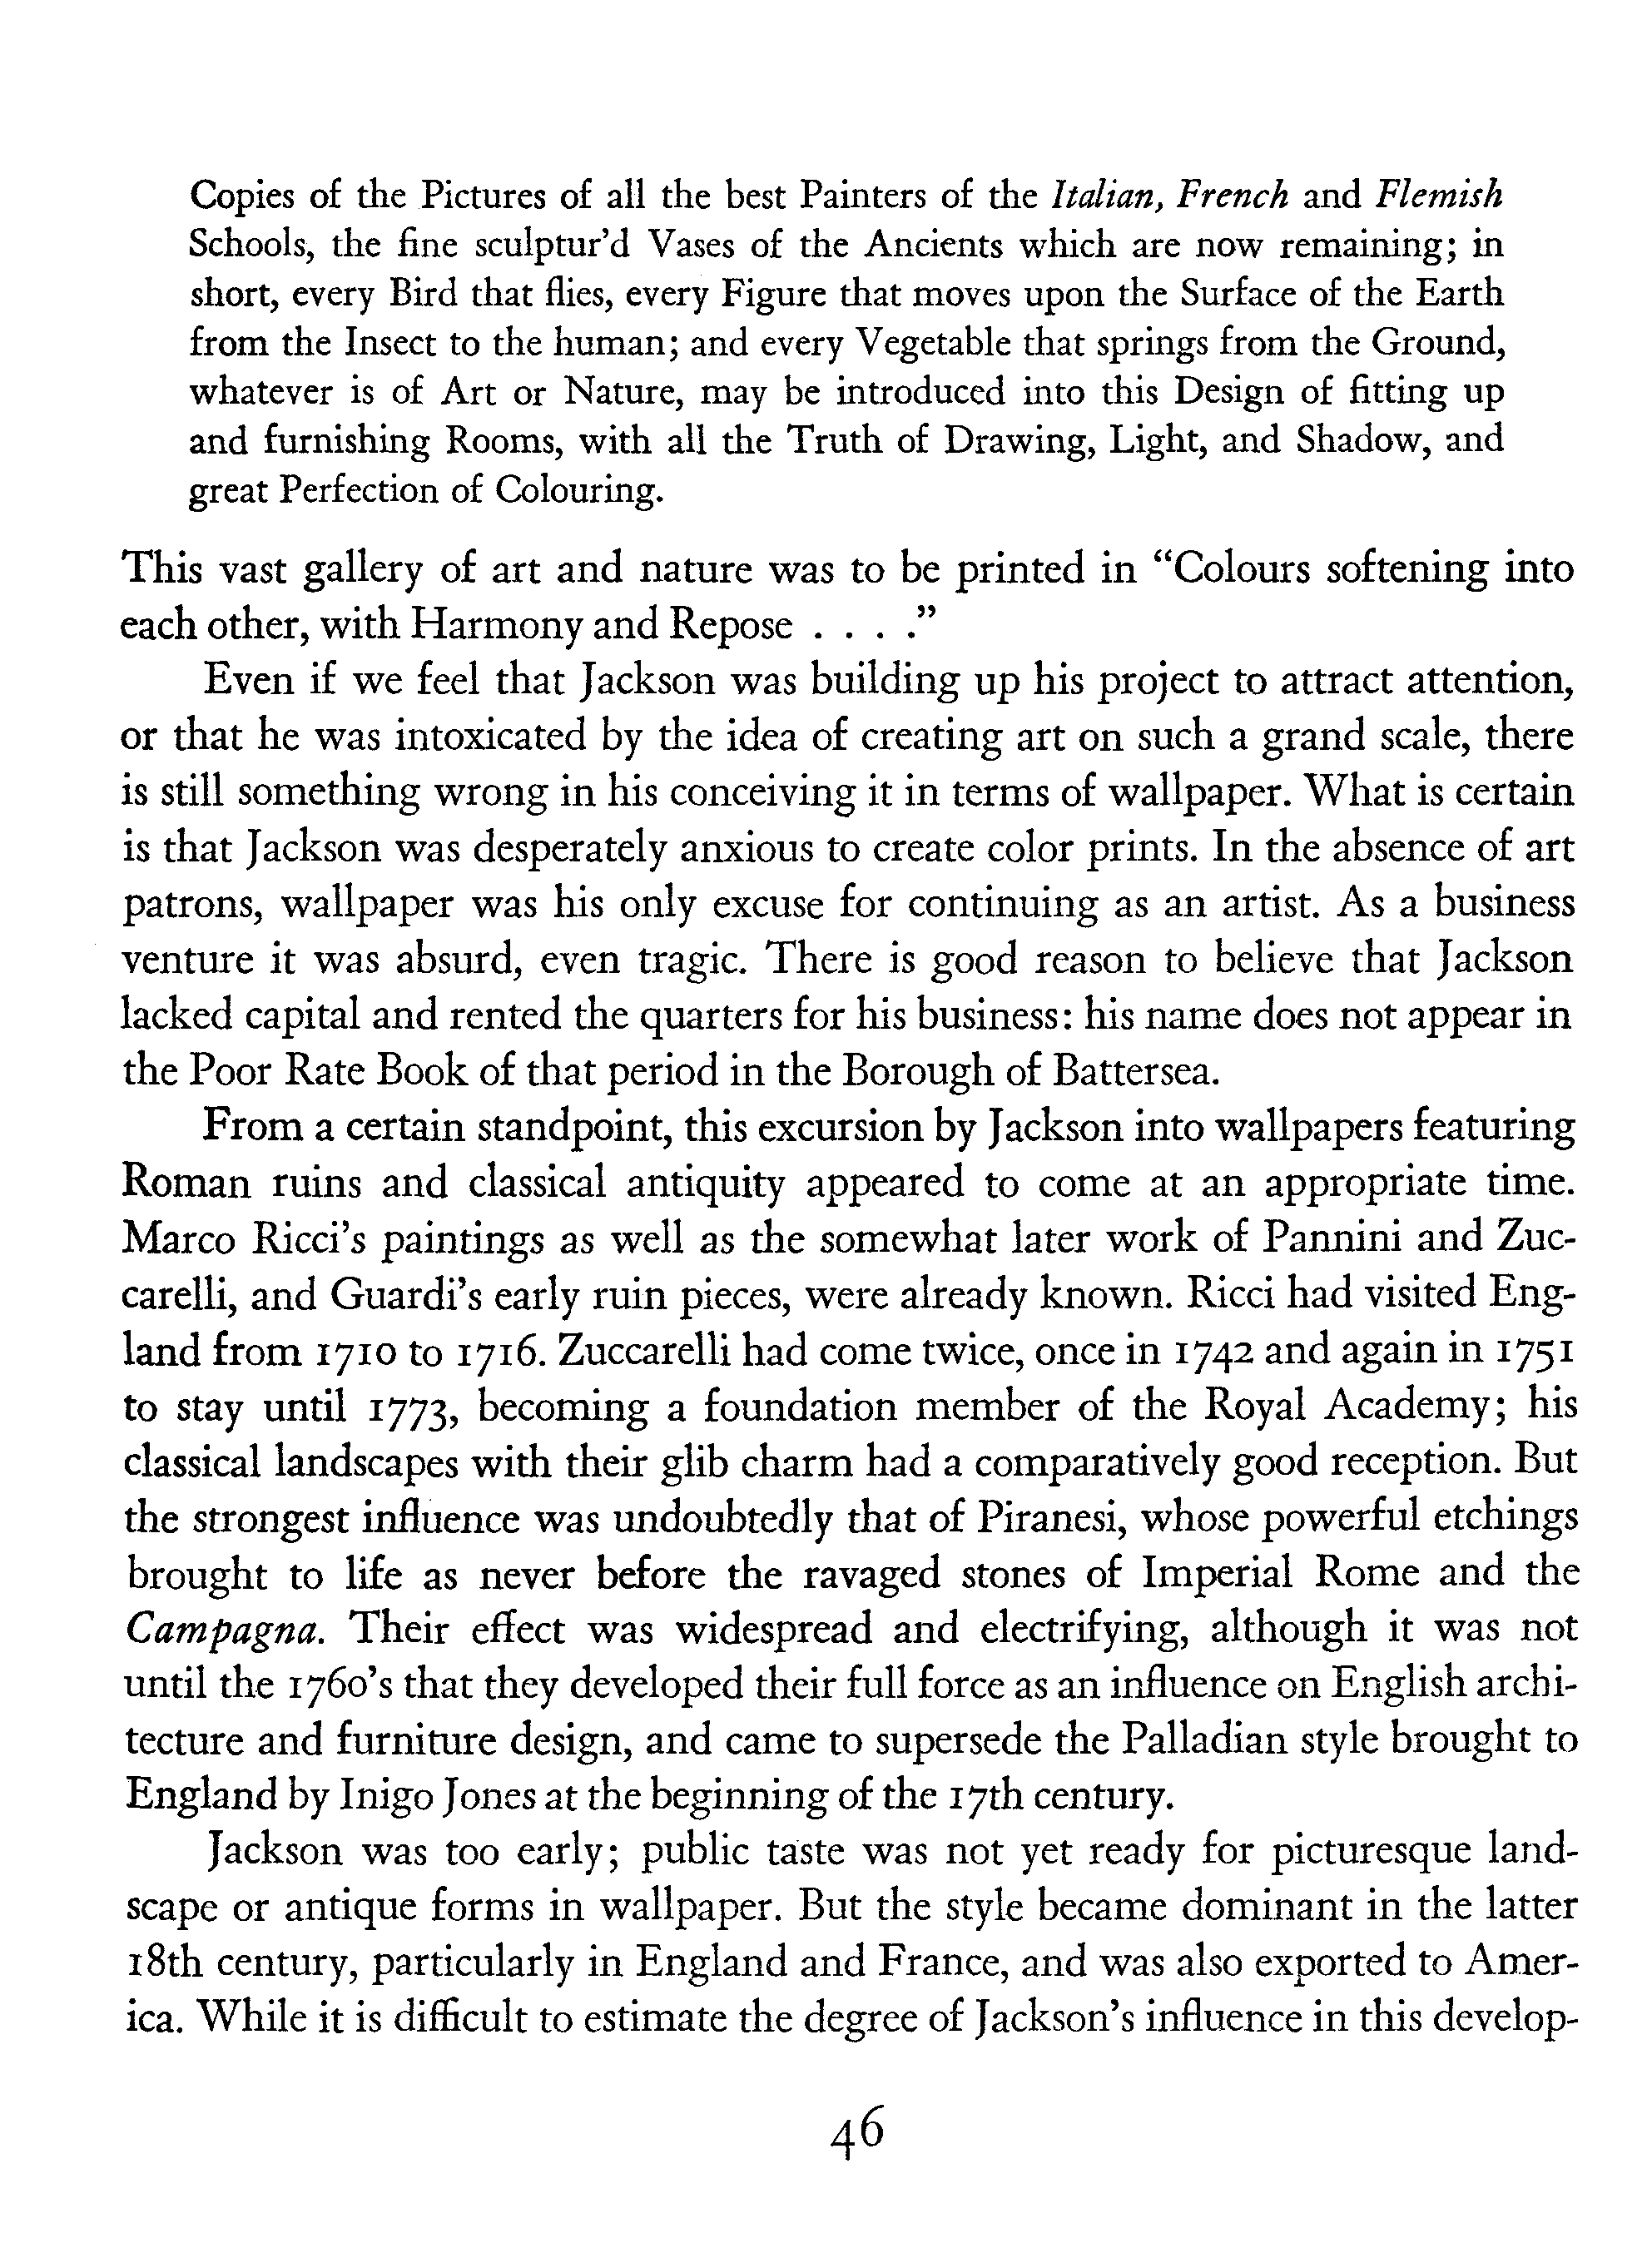 Copies of the Pictures of all the best Painters of the Italian, French and Flemish
Schools, the fine sculptur’d Vases of the Ancients which are now remaining; in
short, every Bird that flies, every Figure that moves upon the Surface of the Earth
from the Insect to the human; and every Vegetable that springs from the Ground,
whatever is of Art or Nature, may be introduced into this Design of fitting up
and furnishing Rooms, with all the Truth of Drawing, Light, and Shadow, and
great Perfection of Colouring.
This vast gallery of art and nature was to be printed in “Colours softening into
each other, with Harmony and Repose . . . .”
Even if we feel that Jackson was building up his project to attract attention,
or that he was intoxicated by the idea of creating art on such a grand scale, there
is still something wrong in his conceiving it in terms of wallpaper. What is certain
is that Jackson was desperately anxious to create color prints. In the absence of art
patrons, wallpaper was his only excuse for continuing as an artist. As a business
venture it was absurd, even tragic. There is good reason to believe that Jackson
lacked capital and rented the quarters for his business: his name does not appear in
the Poor Rate Book of that period in the Borough of Battersea.
From a certain standpoint, this excursion by Jackson into wallpapers featuring
Roman ruins and classical antiquity appeared to come at an appropriate time.
Marco Ricci’s paintings as well as the somewhat later work of Pannini and Zuc-
carelli, and Guardi’s early ruin pieces, were already known. Ricci had visited Eng-
land from 1710 to 1716. Zuccarelli had come twice, once in 1742 and again in 1751
to stay until 1773, becoming a foundation member of the Royal Academy; his
classical landscapes with their glib charm had a comparatively good reception. But
the strongest influence was undoubtedly that of Piranesi, whose powerful etchings
brought to life as never before the ravaged stones of Imperial Rome and the
Campagna. Their effect was widespread and electrifying, although it was not
until the 1760’s that they developed their full force as an influence on English archi-
tecture and furniture design, and came to supersede the Palladian style brought to
England by Inigo Jones at the beginning of the 17th century.
Jackson was too early; public taste was not yet ready for picturesque land-
scape or antique forms in wallpaper. But the style became dominant in the latter
18th century, particularly in England and France, and was also exported to Amer-
ica. While it is difficult to estimate the degree of Jackson’s influence in this develop-
46